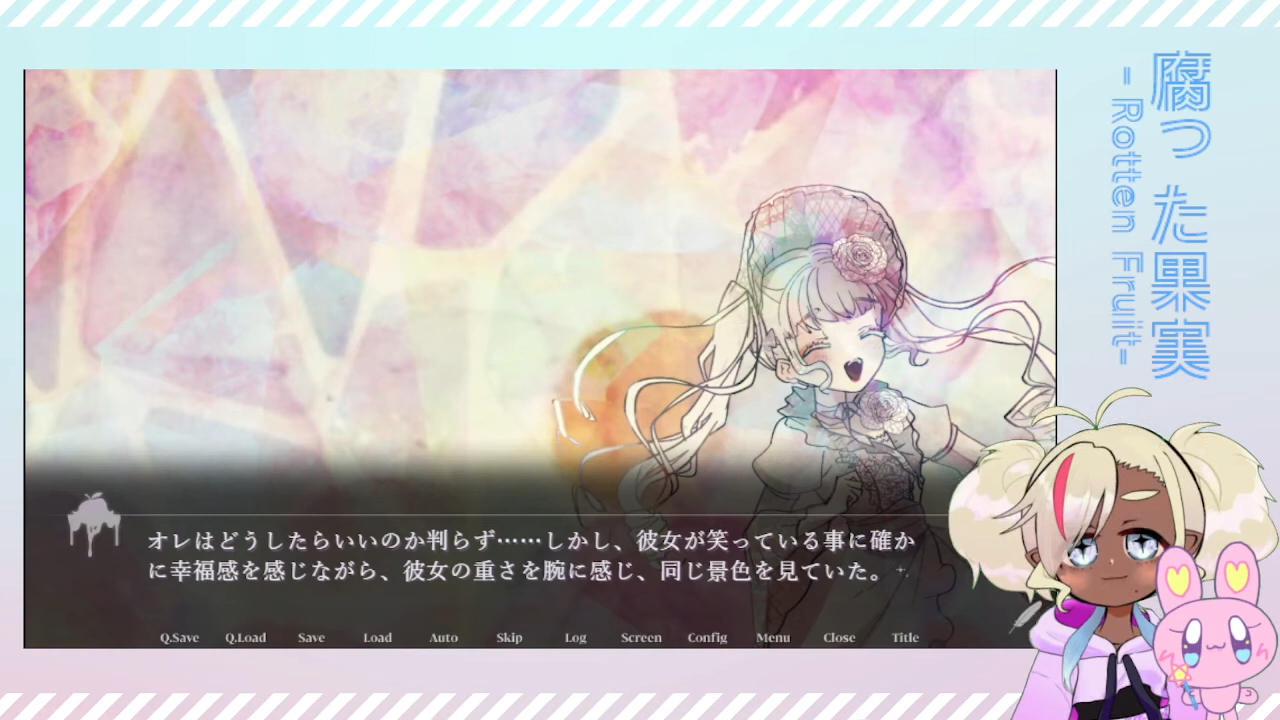 腐った果実
- Rotten Fruit-
オレはどうしたらいいのか判らず……しかし、彼女が笑っている事に確か
に幸福感を感じながら、彼女の重さを腕に感じ、同じ景色を見ていた。
Q.Save Q.Load Save Load Auto Skip Log Screen Config Menu Close Title